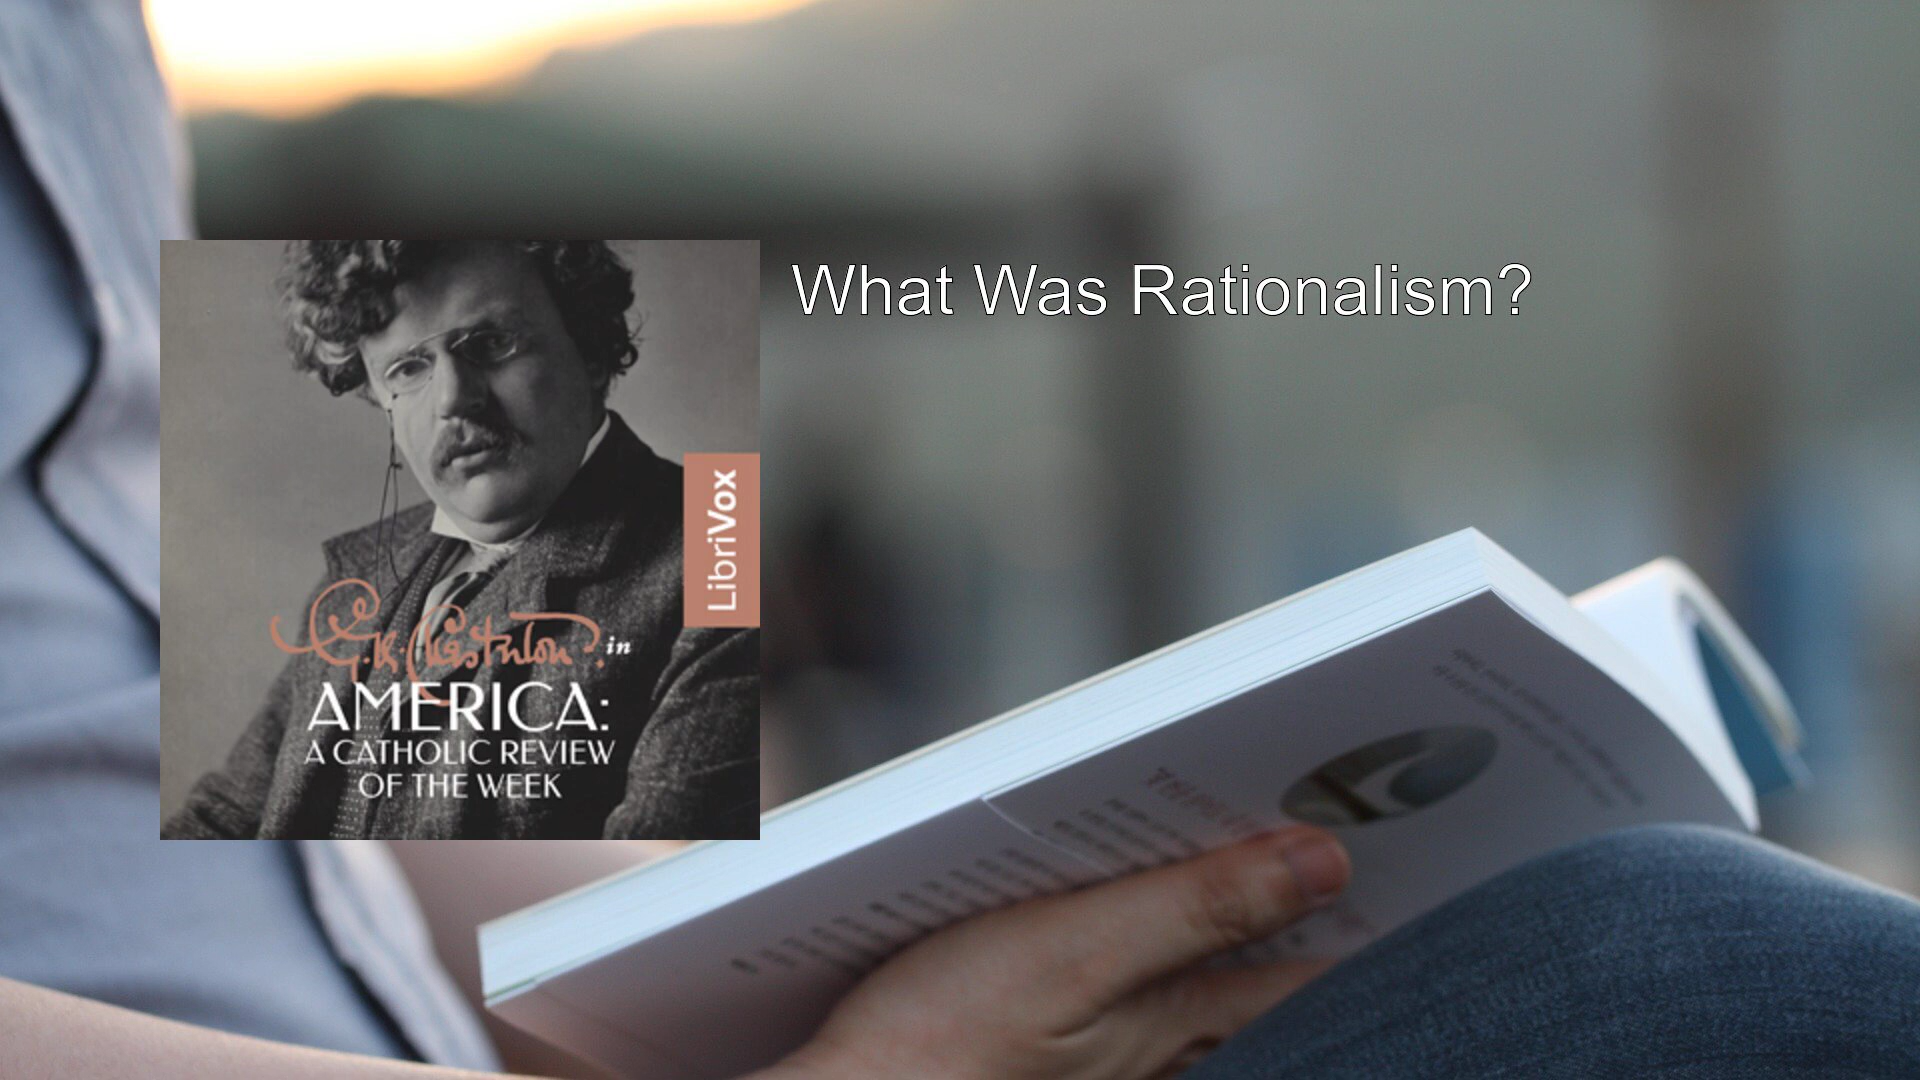 What Was Rationalism?
LibriVox
G.K. Chesterton in
AMERICA:
A CATHOLIC REVIEW
OF THE WEEK